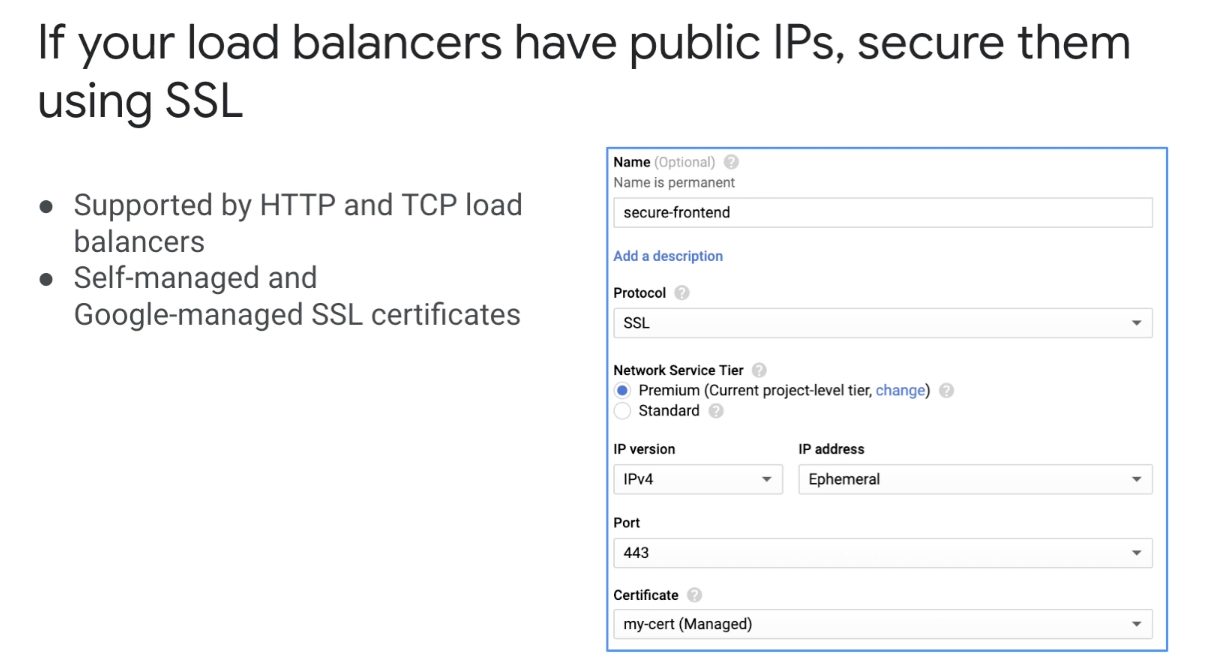 If your load balancers have public IPs, secure them
using SSL
● Supported by HTTP and TCP load
balancers
● Self-managed and
Google-managed SSL certificates
Name (Optional) ?
Name is permanent
secure-frontend
Add a description
Protocol ?
SSL
Network Service Tier ?
Premium (Current project-level tier, change) ?
Standard ?
IP version IP address
IPv4 Ephemeral
Port
443
Certificate ?
my-cert (Managed)